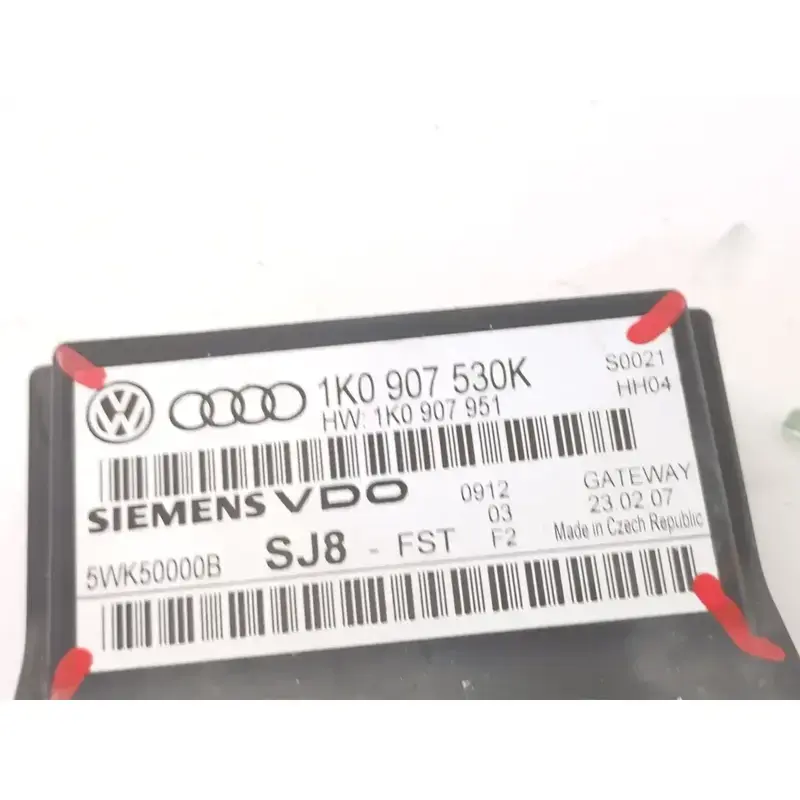 1K0 907 530K
HW: 1K0 907 951
S0021
HH04
SIEMENS VDO
0912
03
F2
GATEWAY
23 02 07
Made in Czech Republic
5WK50000B
SJ8 - FST